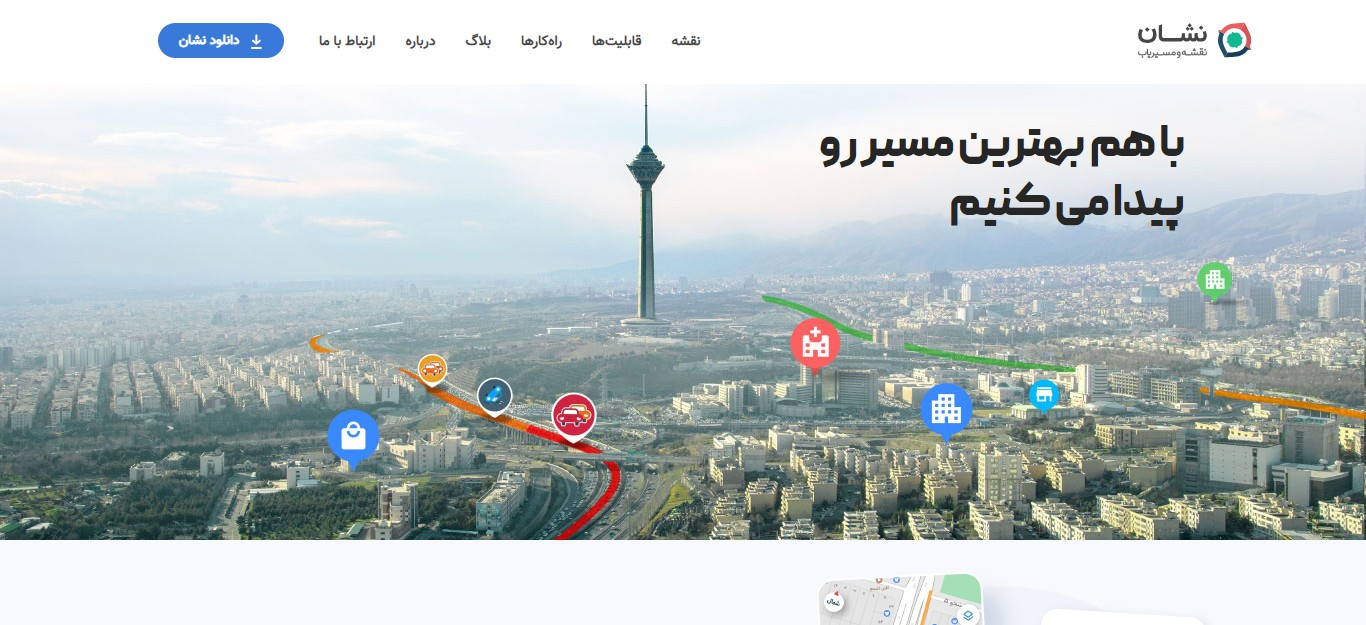 نشان
نقشه‌ومسیریاب
نقشه
قابلیت‌ها
راه‌کارها
بلاگ
درباره
ارتباط با ما
دانلود نشان
با هم بهترین مسیر رو
پیدا می کنیم
شمال